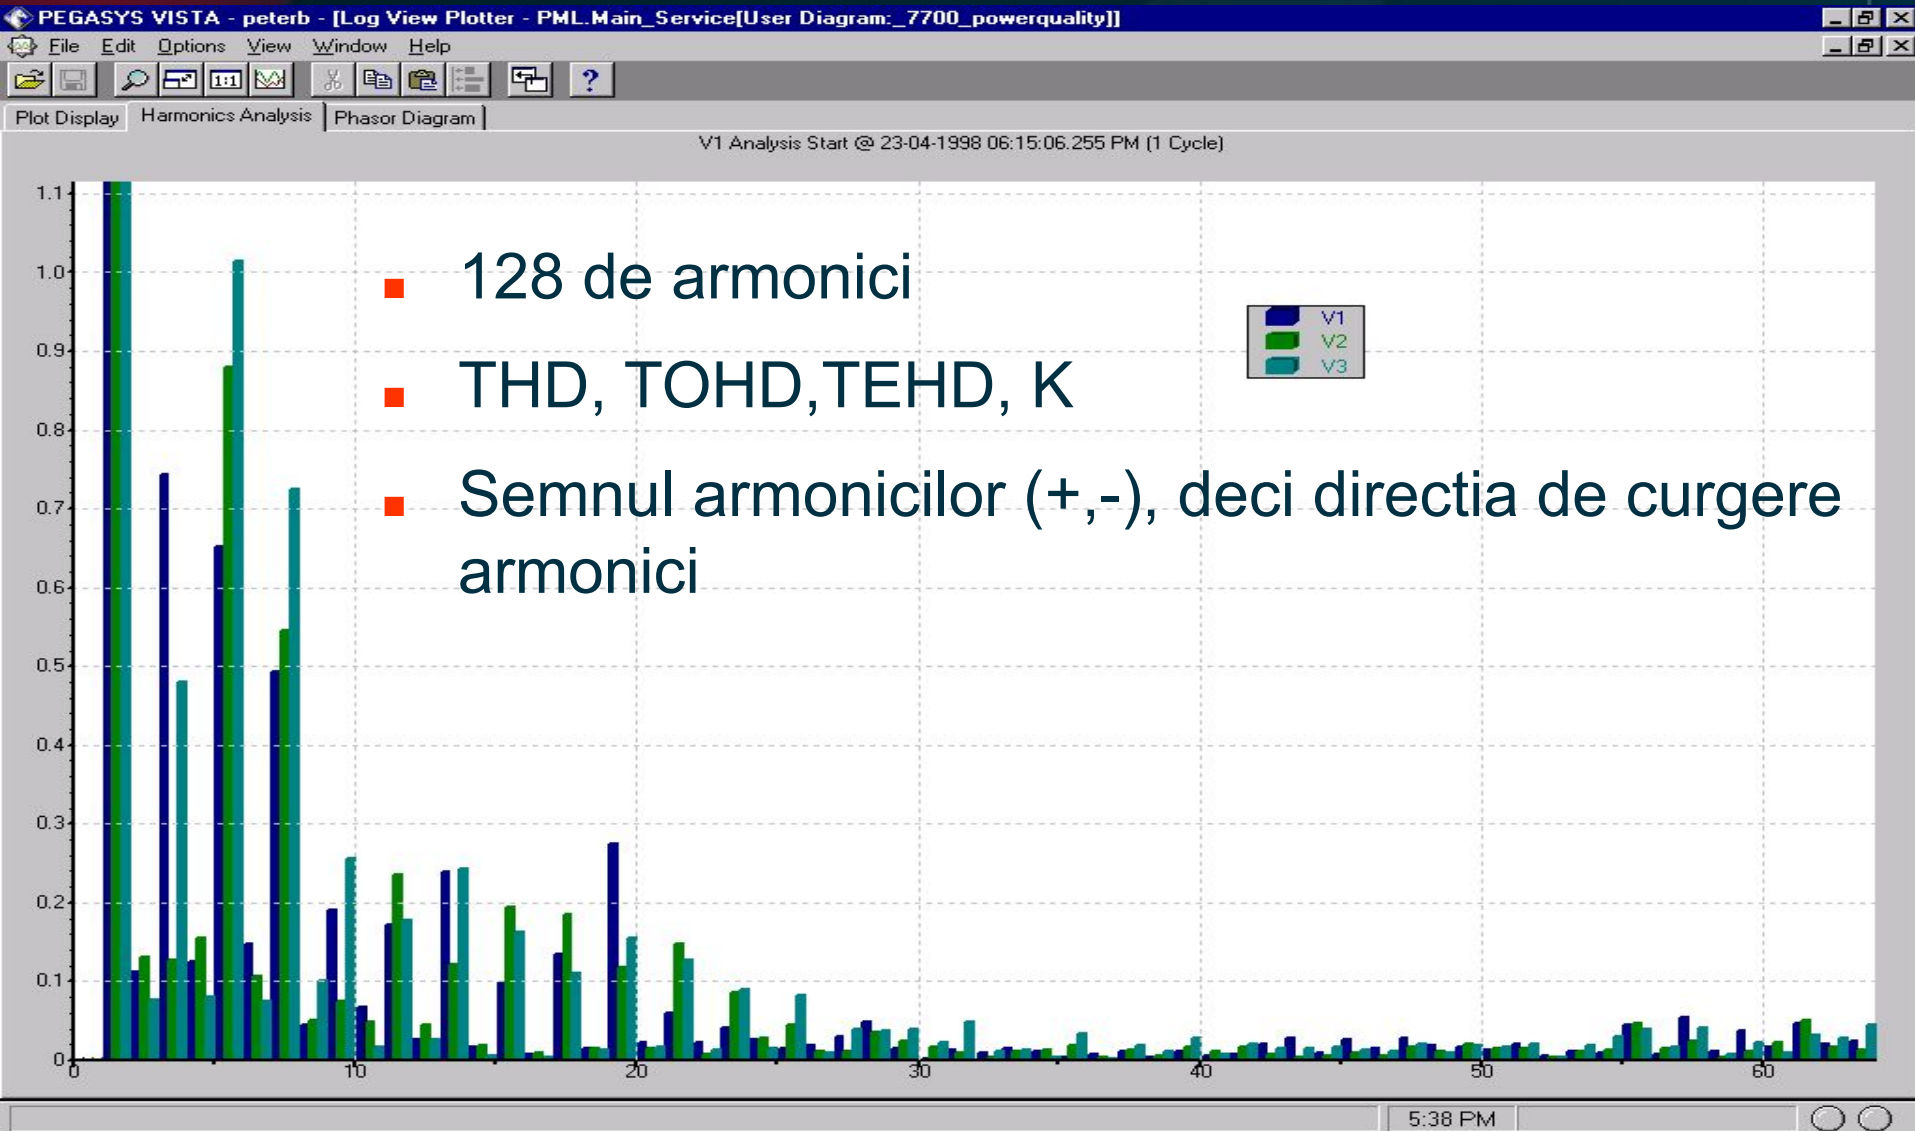 PEGASYS VISTA - peterb - [Log View Plotter - PML.Main_Service[User Diagram:_7700_powerquality]]
File Edit Options View Window Help
1:1 ?
Plot Display Harmonics Analysis Phasor Diagram
V1 Analysis Start @ 23-04-1998 06:15:06.255 PM (1 Cycle)
1.1
1.0
0.9
0.8
0.7
0.6
0.5
0.4
0.3
0.2
0.1
0
128 de armonici
THD, TOHD,TEHD, K
Semnul armonicilor (+,-), deci directia de curgere
armonici
V1
V2
V3
0 10 20 30 40 50 60
5:38 PM